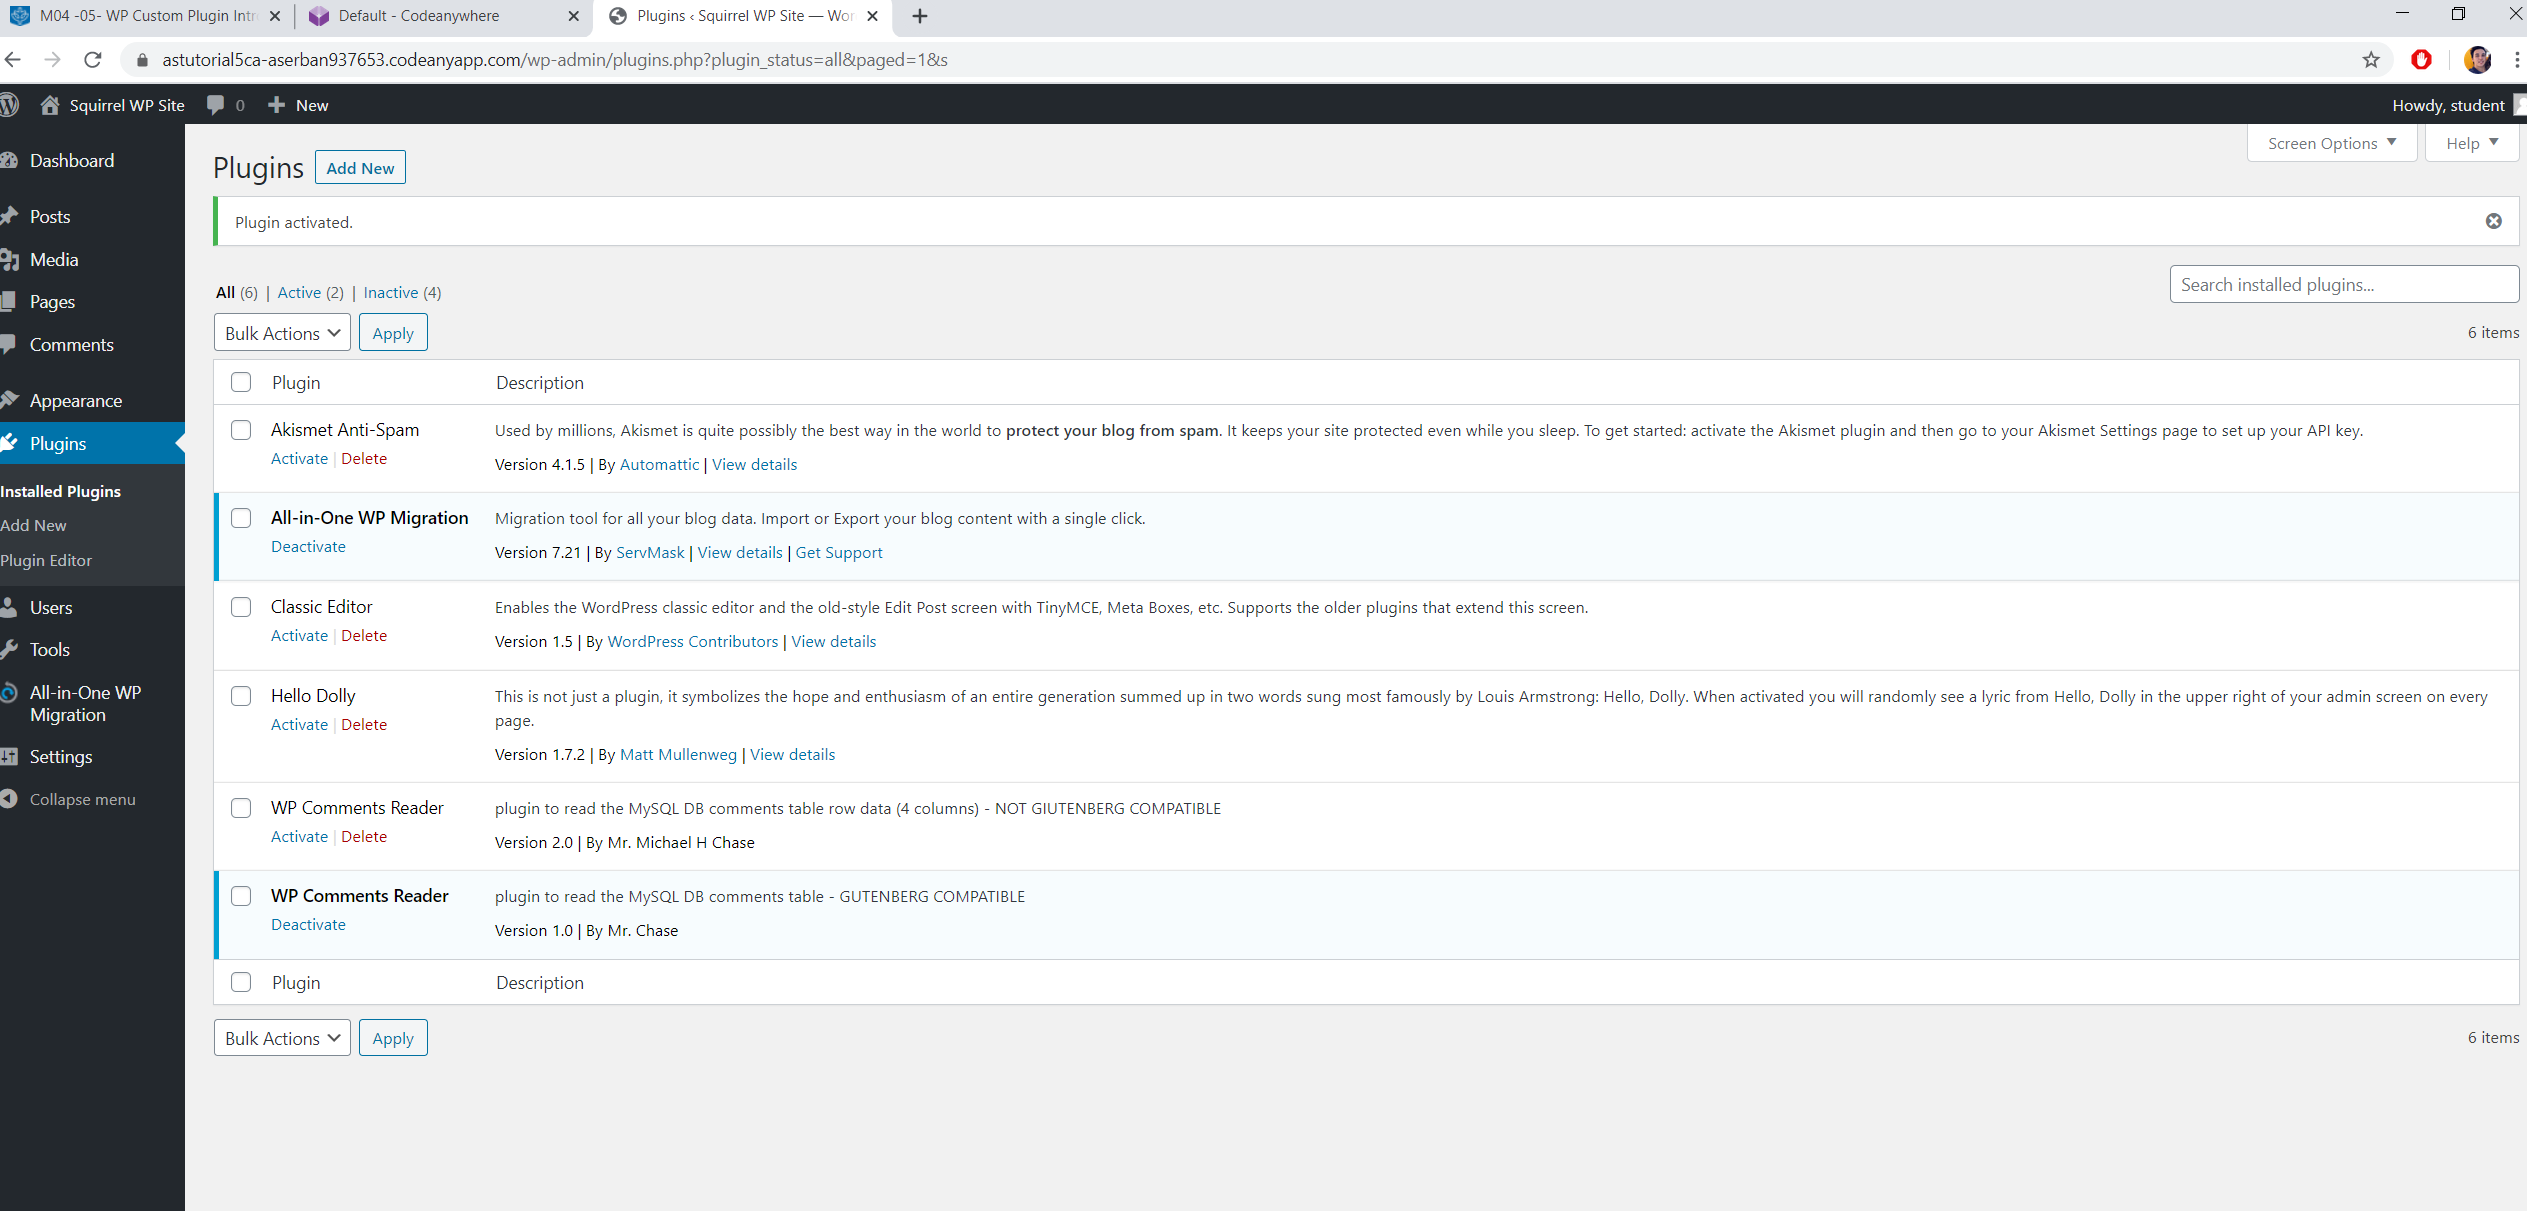 M04 -05- WP Custom Plugin Intr
Default - Codeanywhere
Plugins ‹ Squirrel WP Site — Wor
astutorial5ca-aserban937653.codeanyapp.com/wp-admin/plugins.php?plugin_status=all&paged=1&s
Squirrel WP Site 0 New
Howdy, student
Dashboard
Posts
Media
Pages
Comments
Appearance
Plugins
Installed Plugins
Add New
Plugin Editor
Users
Tools
All-in-One WP
Migration
Settings
Collapse menu
Screen Options
Help
Plugins Add New
Plugin activated.
All (6) | Active (2) | Inactive (4)
Search installed plugins...
Bulk Actions Apply
6 items
Plugin Description
Akismet Anti-Spam
Activate | Delete
Used by millions, Akismet is quite possibly the best way in the world to protect your blog from spam. It keeps your site protected even while you sleep. To get started: activate the Akismet plugin and then go to your Akismet Settings page to set up your API key.
Version 4.1.5 | By Automattic | View details
All-in-One WP Migration
Deactivate
Migration tool for all your blog data. Import or Export your blog content with a single click.
Version 7.21 | By ServMask | View details | Get Support
Classic Editor
Activate | Delete
Enables the WordPress classic editor and the old-style Edit Post screen with TinyMCE, Meta Boxes, etc. Supports the older plugins that extend this screen.
Version 1.5 | By WordPress Contributors | View details
Hello Dolly
Activate | Delete
This is not just a plugin, it symbolizes the hope and enthusiasm of an entire generation summed up in two words sung most famously by Louis Armstrong: Hello, Dolly. When activated you will randomly see a lyric from Hello, Dolly in the upper right of your admin screen on every
page.
Version 1.7.2 | By Matt Mullenweg | View details
WP Comments Reader
Activate | Delete
plugin to read the MySQL DB comments table row data (4 columns) - NOT GIUTENBERG COMPATIBLE
Version 2.0 | By Mr. Michael H Chase
WP Comments Reader
Deactivate
plugin to read the MySQL DB comments table - GUTENBERG COMPATIBLE
Version 1.0 | By Mr. Chase
Plugin Description
Bulk Actions Apply
6 items